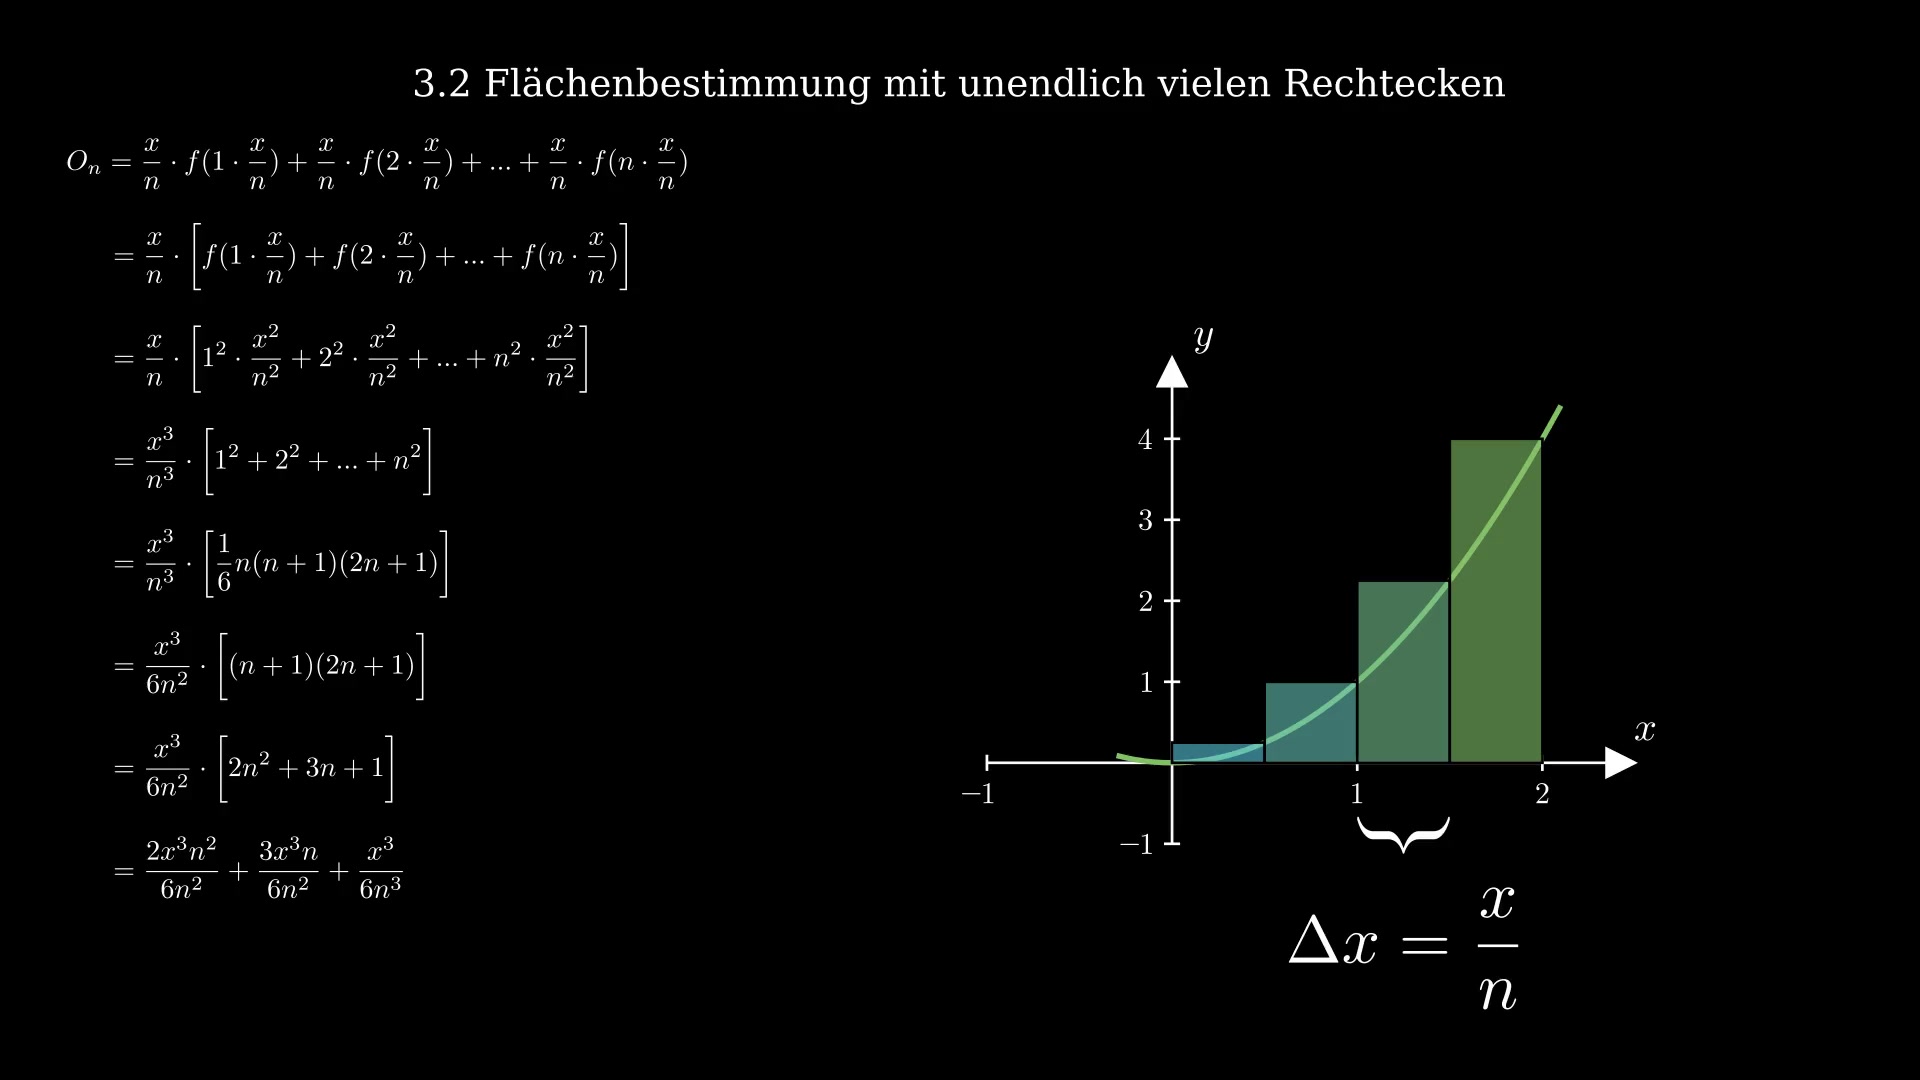 3.2 Flächenbestimmung mit unendlich vielen Rechtecken
$O_n = \frac{x}{n} \cdot f(1 \cdot \frac{x}{n}) + \frac{x}{n} \cdot f(2 \cdot \frac{x}{n}) + ... + \frac{x}{n} \cdot f(n \cdot \frac{x}{n})$
$= \frac{x}{n} \cdot \left[ f(1 \cdot \frac{x}{n}) + f(2 \cdot \frac{x}{n}) + ... + f(n \cdot \frac{x}{n}) \right]$
$= \frac{x}{n} \cdot \left[ 1^2 \cdot \frac{x^2}{n^2} + 2^2 \cdot \frac{x^2}{n^2} + ... + n^2 \cdot \frac{x^2}{n^2} \right]$
$= \frac{x^3}{n^3} \cdot \left[ 1^2 + 2^2 + ... + n^2 \right]$
$= \frac{x^3}{n^3} \cdot \left[ \frac{1}{6} n(n+1)(2n+1) \right]$
$= \frac{x^3}{6n^2} \cdot \left[ (n+1)(2n+1) \right]$
$= \frac{x^3}{6n^2} \cdot \left[ 2n^2 + 3n + 1 \right]$
$= \frac{2x^3n^2}{6n^2} + \frac{3x^3n}{6n^2} + \frac{x^3}{6n^3}$
y
4
3
2
1
x
−1 1 2
−1
$\Delta x = \frac{x}{n}$